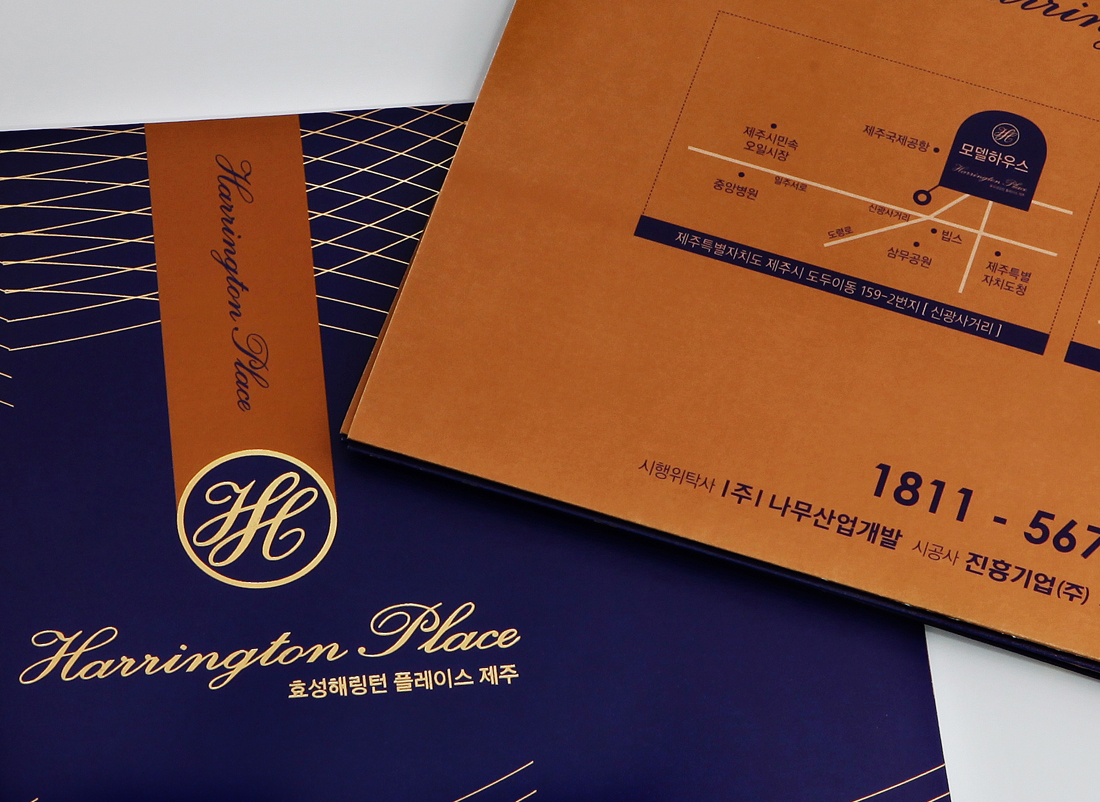 Harrington Place
Harrington Place
효성해링턴 플레이스 제주
제주시민속
오일시장
제주국제공항
모델하우스
Harrington Place
중앙병원
일주서로
신광사거리
도령로
빕스
삼무공원
제주특별
자치도청
제주특별자치도 제주시 도두이동 159-2번지 [ 신광사거리 ]
1811 - 567
시행위탁사 |주| 나무산업개발 시공사 진흥기업(주)